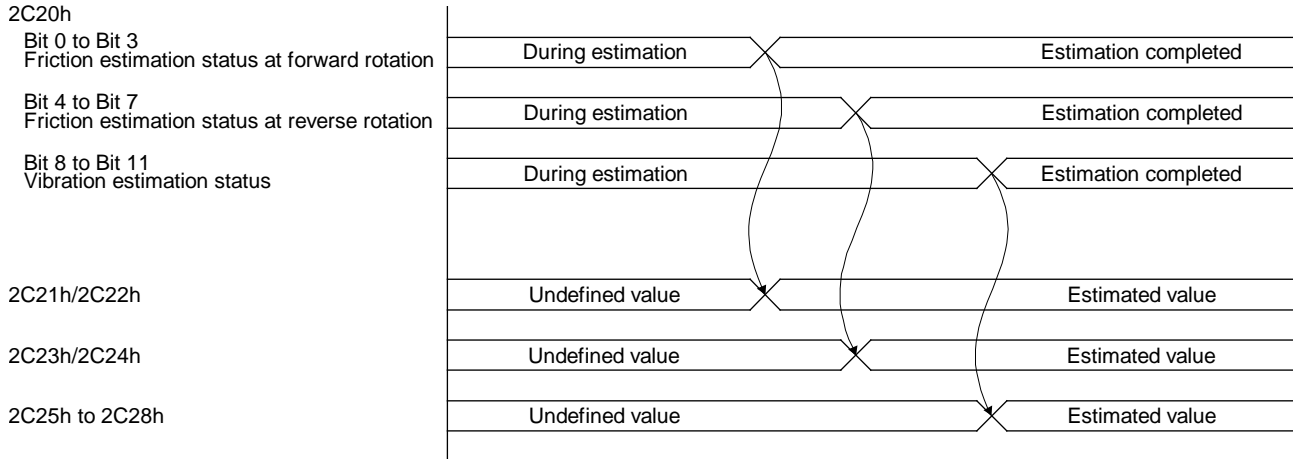 2C20h
Bit 0 to Bit 3
Friction estimation status at forward rotation
During estimation
Estimation completed
Bit 4 to Bit 7
Friction estimation status at reverse rotation
During estimation
Estimation completed
Bit 8 to Bit 11
Vibration estimation status
During estimation
Estimation completed
2C21h/2C22h
Undefined value
Estimated value
2C23h/2C24h
Undefined value
Estimated value
2C25h to 2C28h
Undefined value
Estimated value